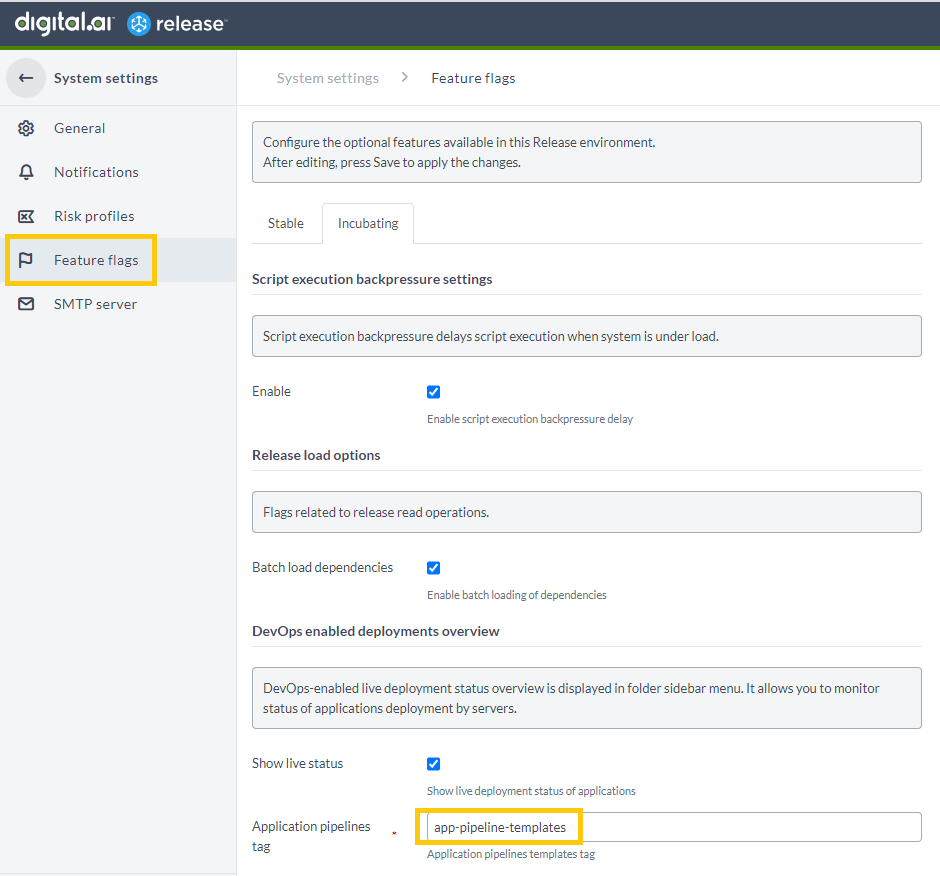 digital.ai release™
System settings
General
Notifications
Risk profiles
Feature flags
SMTP server
System settings > Feature flags
Configure the optional features available in this Release environment.
After editing, press Save to apply the changes.
Stable Incubating
Script execution backpressure settings
Script execution backpressure delays script execution when system is under load.
Enable
Enable script execution backpressure delay
Release load options
Flags related to release read operations.
Batch load dependencies
Enable batch loading of dependencies
DevOps enabled deployments overview
DevOps-enabled live deployment status overview is displayed in folder sidebar menu. It allows you to monitor
status of applications deployment by servers.
Show live status
Show live deployment status of applications
Application pipelines
tag
*
app-pipeline-templates
Application pipelines templates tag